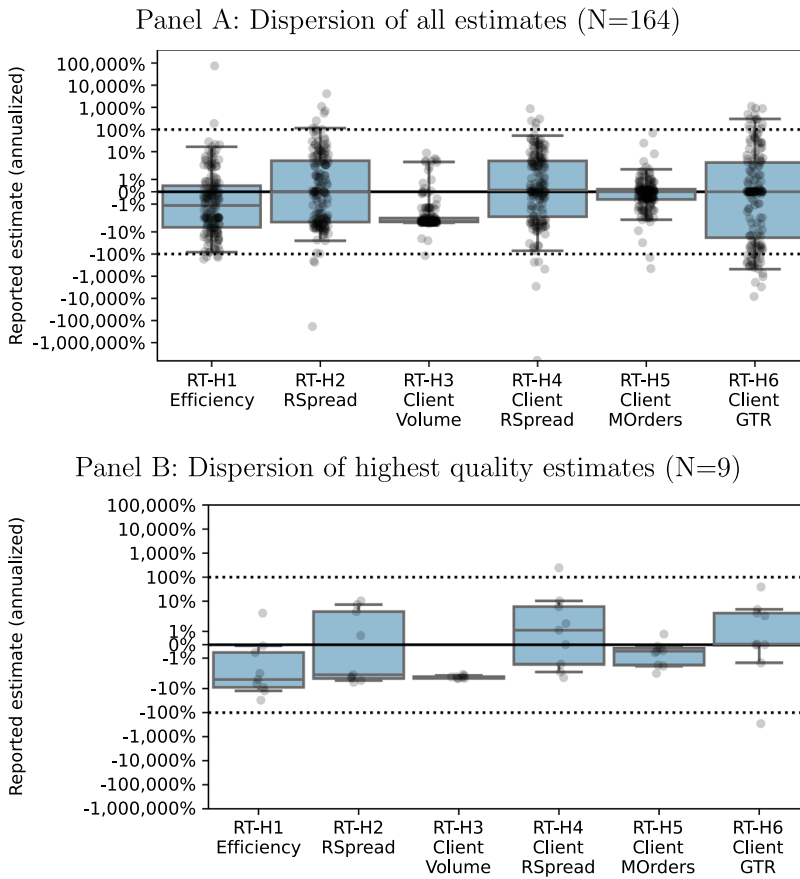 Panel A: Dispersion of all estimates (N=164)
Reported estimate (annualized)
100,000%
10,000%
1,000%
100%
10%
1%
0%
-1%
-10%
-100%
-1,000%
-10,000%
-100,000%
-1,000,000%
RT-H1
Efficiency
RT-H2
RSpread
RT-H3
Client
Volume
RT-H4
Client
RSpread
RT-H5
Client
MOrders
RT-H6
Client
GTR
Panel B: Dispersion of highest quality estimates (N=9)
Reported estimate (annualized)
100,000%
10,000%
1,000%
100%
10%
1%
0%
-1%
-10%
-100%
-1,000%
-10,000%
-100,000%
-1,000,000%
RT-H1
Efficiency
RT-H2
RSpread
RT-H3
Client
Volume
RT-H4
Client
RSpread
RT-H5
Client
MOrders
RT-H6
Client
GTR